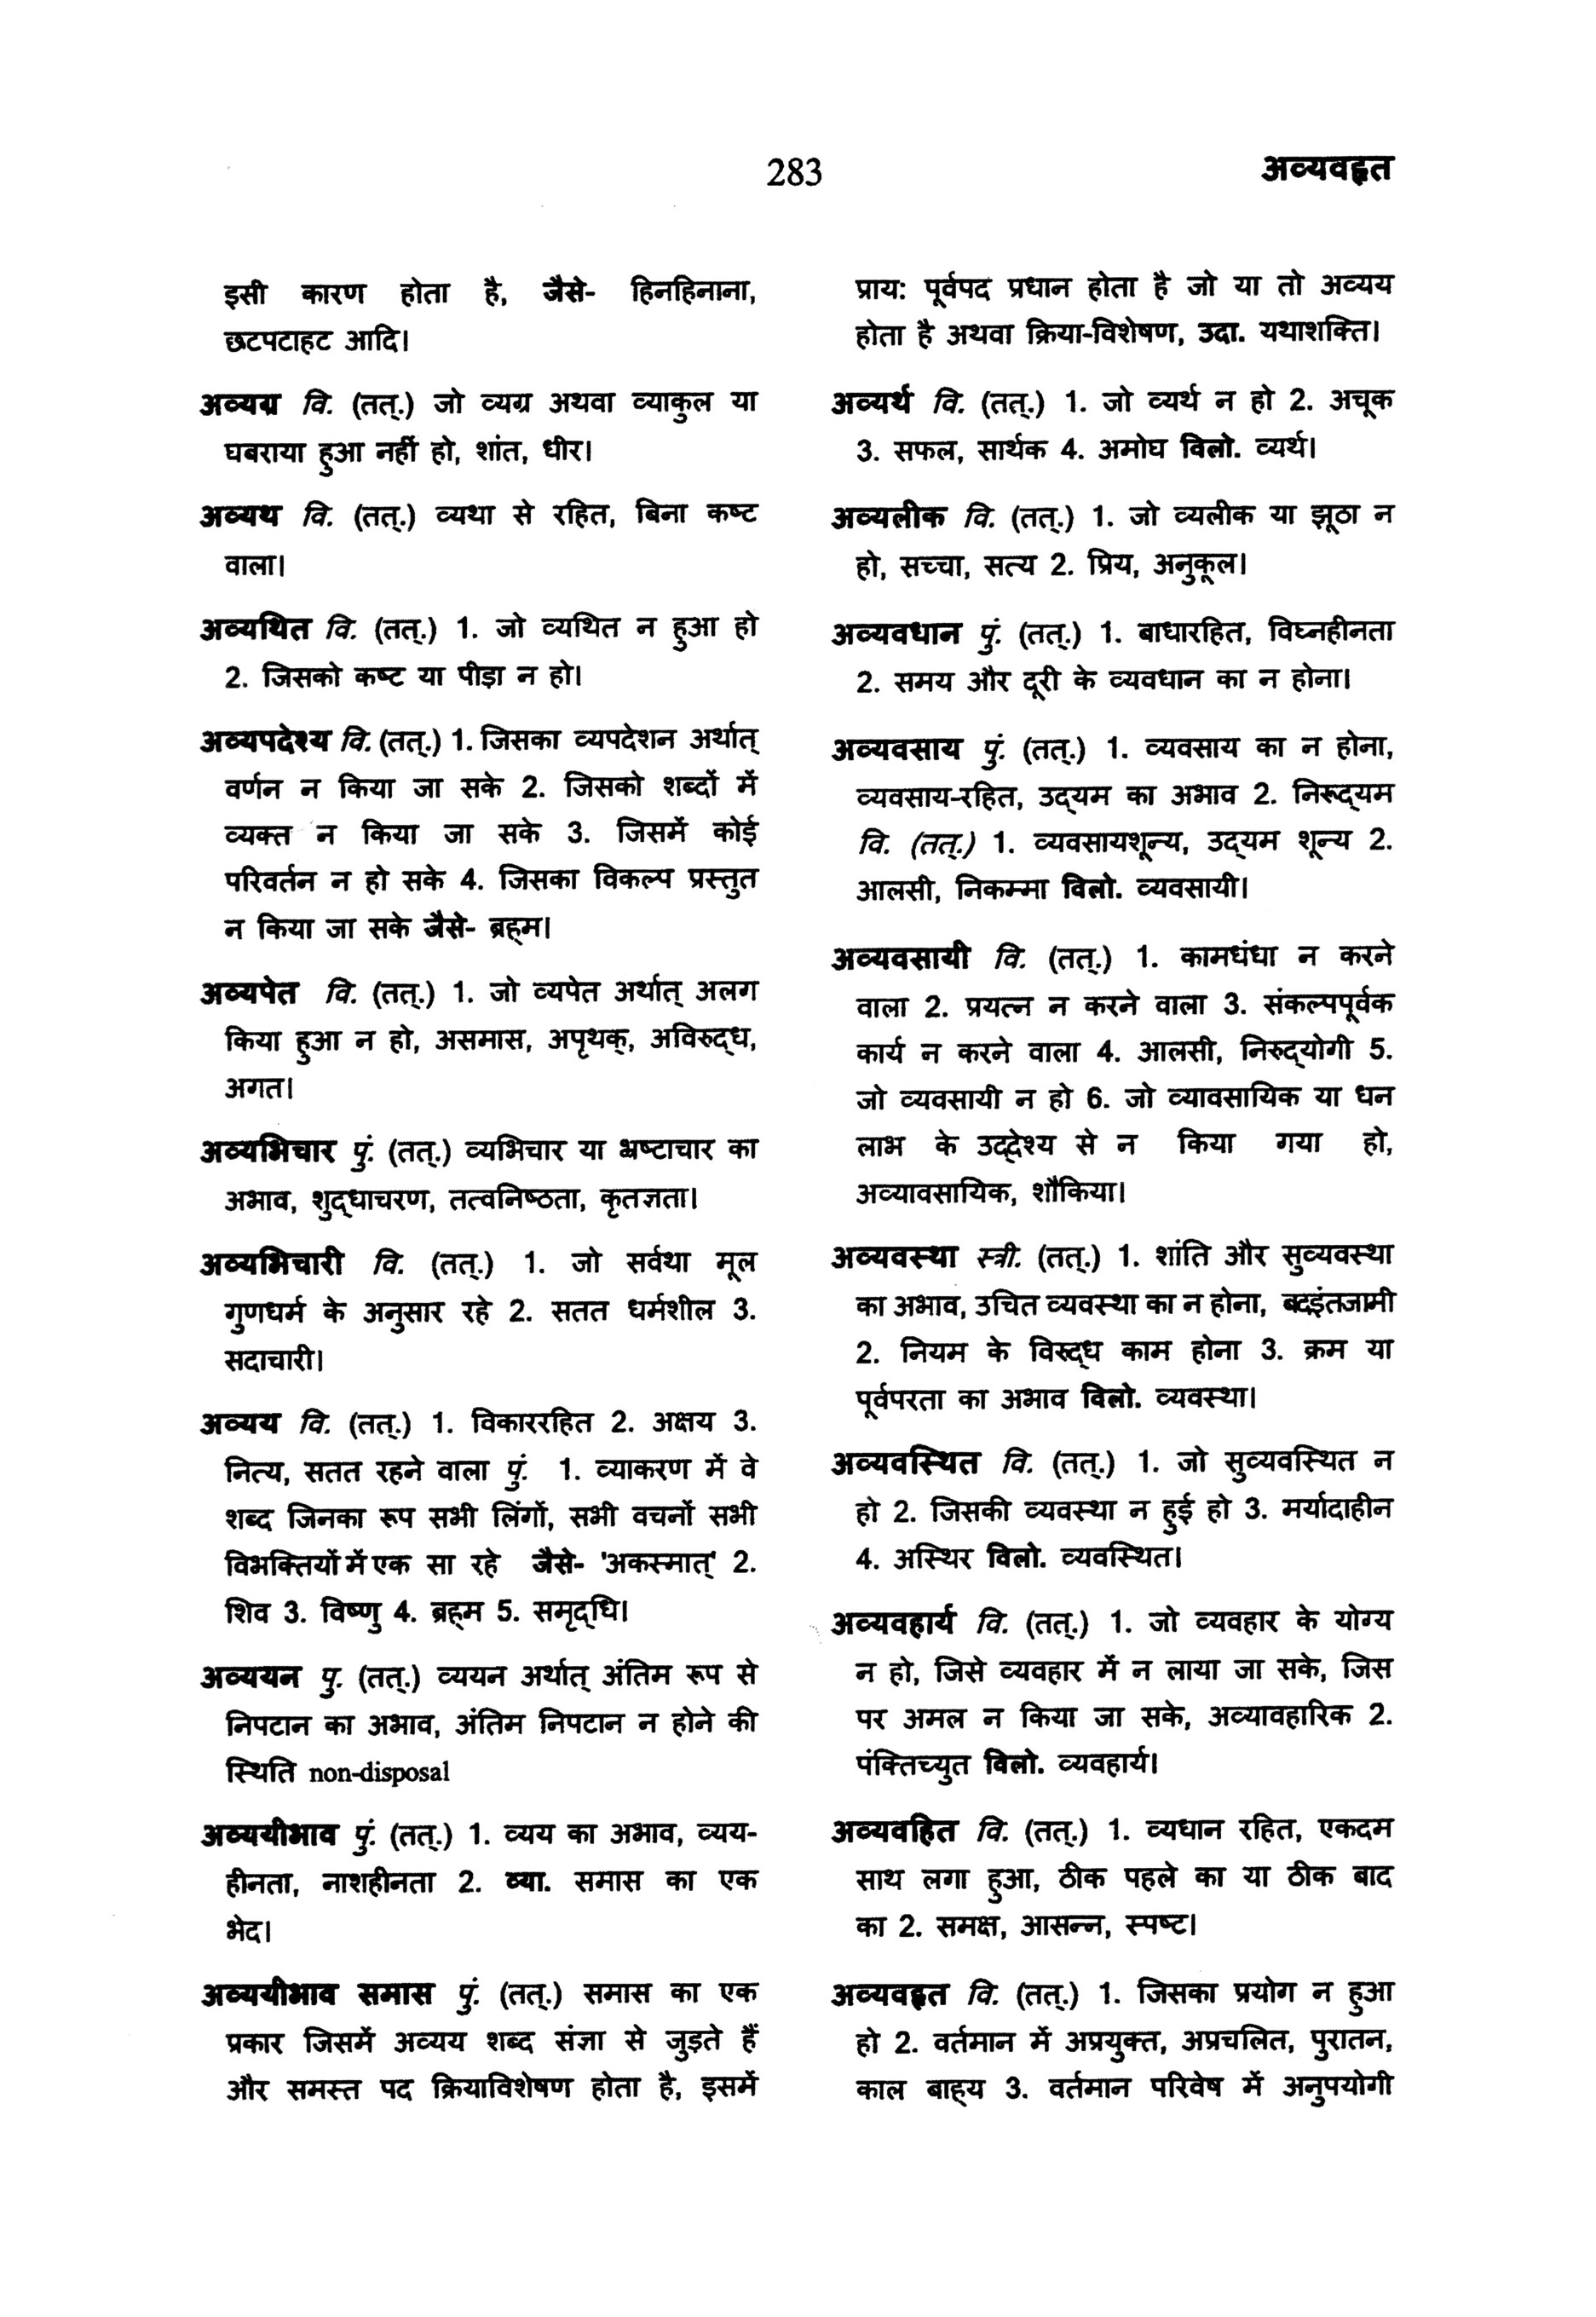 283
अव्यवहृत
इसी कारण होता है, जैसे- हिनहिनाना,
छटपटाहट आदि।
अव्यग्र वि. (तत्.) जो व्यग्र अथवा व्याकुल या
घबराया हुआ नहीं हो, शांत, धीर।
अव्यथ वि. (तत्.) व्यथा से रहित, बिना कष्ट
वाला।
अव्यथित वि. (तत्.) 1. जो व्यथित न हुआ हो
2. जिसको कष्ट या पीड़ा न हो।
अव्यपदेश्य वि. (तत्.) 1. जिसका व्यपदेशन अर्थात्
वर्णन न किया जा सके 2. जिसको शब्दों में
व्यक्त न किया जा सके 3. जिसमें कोई
परिवर्तन न हो सके 4. जिसका विकल्प प्रस्तुत
न किया जा सके जैसे- ब्रह्म।
अव्यपेत वि. (तत्.) 1. जो व्यपेत अर्थात् अलग
किया हुआ न हो, असमास, अपृथक्, अविरुद्ध,
अगत।
अव्यभिचार पुं. (तत्.) व्यभिचार या भ्रष्टाचार का
अभाव, शुद्धाचरण, तत्वनिष्ठता, कृतज्ञता।
अव्यभिचारी वि. (तत्.) 1. जो सर्वथा मूल
गुणधर्म के अनुसार रहे 2. सतत धर्मशील 3.
सदाचारी।
अव्यय वि. (तत्.) 1. विकाररहित 2. अक्षय 3.
नित्य, सतत रहने वाला पुं. 1. व्याकरण में वे
शब्द जिनका रूप सभी लिंगों, सभी वचनों सभी
विभक्तियों में एक सा रहे जैसे- 'अकस्मात्' 2.
शिव 3. विष्णु 4. ब्रह्म 5. समृद्धि।
अव्ययन पु. (तत्.) व्ययन अर्थात् अंतिम रूप से
निपटान का अभाव, अंतिम निपटान न होने की
स्थिति non-disposal
अव्ययीभाव पुं. (तत्.) 1. व्यय का अभाव, व्यय-
हीनता, नाशहीनता 2. व्या. समास का एक
भेद।
अव्ययीभाव समास पुं. (तत्.) समास का एक
प्रकार जिसमें अव्यय शब्द संज्ञा से जुड़ते हैं
और समस्त पद क्रियाविशेषण होता है, इसमें
प्राय: पूर्वपद प्रधान होता है जो या तो अव्यय
होता है अथवा क्रिया-विशेषण, उदा. यथाशक्ति।
अव्यर्थ वि. (तत्.) 1. जो व्यर्थ न हो 2. अचूक
3. सफल, सार्थक 4. अमोघ विलो. व्यर्थ।
अव्यलीक वि. (तत्.) 1. जो व्यलीक या झूठा न
हो, सच्चा, सत्य 2. प्रिय, अनुकूल।
अव्यवधान पुं. (तत्.) 1. बाधारहित, विघ्नहीनता
2. समय और दूरी के व्यवधान का न होना।
अव्यवसाय पुं. (तत्.) 1. व्यवसाय का न होना,
व्यवसाय-रहित, उद्यम का अभाव 2. निरूद्यम
वि. (तत्.) 1. व्यवसायशून्य, उद्यम शून्य 2.
आलसी, निकम्मा विलो. व्यवसायी।
अव्यवसायी वि. (तत्.) 1. कामधंधा न करने
वाला 2. प्रयत्न न करने वाला 3. संकल्पपूर्वक
कार्य न करने वाला 4. आलसी, निरुद्योगी 5.
जो व्यवसायी न हो 6. जो व्यावसायिक या धन
लाभ के उद्देश्य से न किया गया हो,
अव्यावसायिक, शौकिया।
अव्यवस्था स्त्री. (तत्.) 1. शांति और सुव्यवस्था
का अभाव, उचित व्यवस्था का न होना, बदइंतजामी
2. नियम के विरुद्ध काम होना 3. क्रम या
पूर्वपरता का अभाव विलो. व्यवस्था।
अव्यवस्थित वि. (तत्.) 1. जो सुव्यवस्थित न
हो 2. जिसकी व्यवस्था न हुई हो 3. मर्यादाहीन
4. अस्थिर विलो. व्यवस्थित।
अव्यवहार्य वि. (तत्.) 1. जो व्यवहार के योग्य
न हो, जिसे व्यवहार में न लाया जा सके, जिस
पर अमल न किया जा सके, अव्यावहारिक 2.
पंक्तिच्युत विलो. व्यवहार्य।
अव्यवहित वि. (तत्.) 1. व्यधान रहित, एकदम
साथ लगा हुआ, ठीक पहले का या ठीक बाद
का 2. समक्ष, आसन्न, स्पष्ट।
अव्यवहृत वि. (तत्.) 1. जिसका प्रयोग न हुआ
हो 2. वर्तमान में अप्रयुक्त, अप्रचलित, पुरातन,
काल बाह्य 3. वर्तमान परिवेष में अनुपयोगी